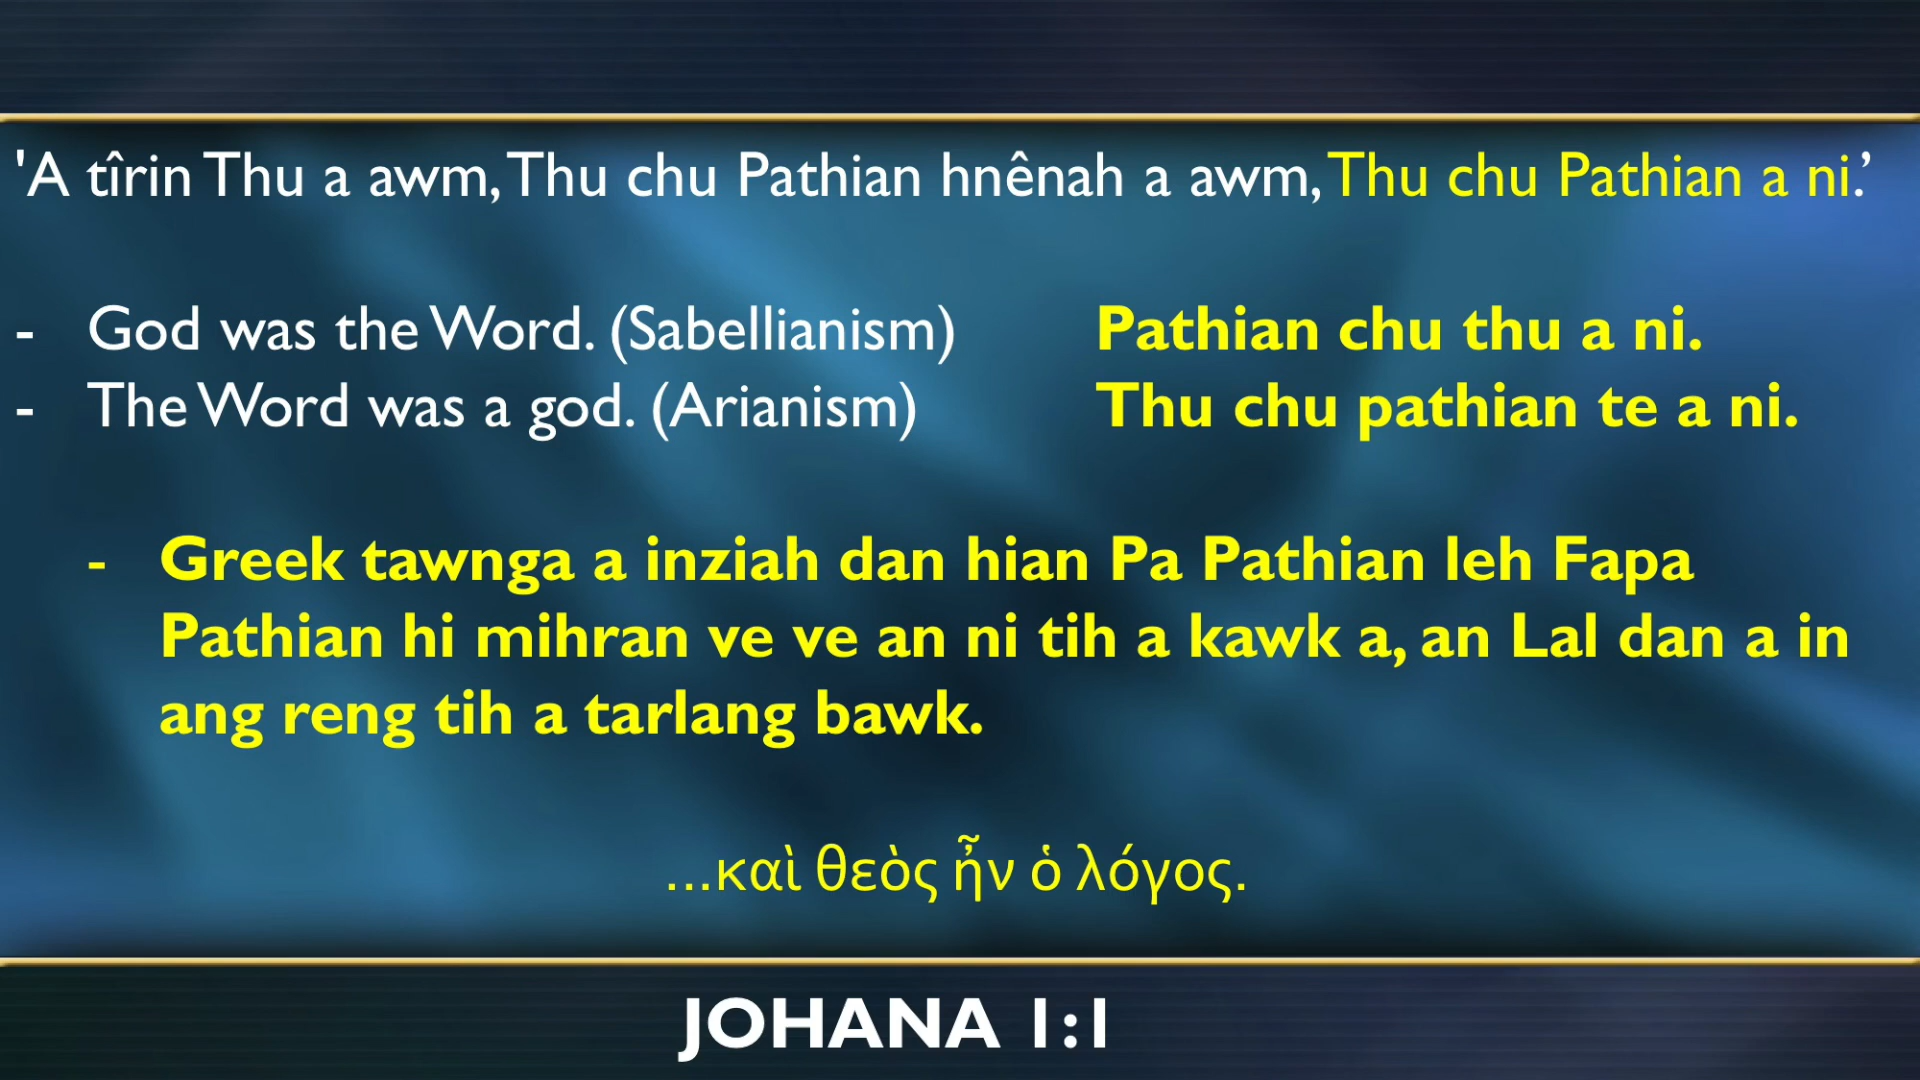 'A tîrin Thu a awm, Thu chu Pathian hnênah a awm, Thu chu Pathian a ni.’
- God was the Word. (Sabellianism) Pathian chu thu a ni.
- The Word was a god. (Arianism) Thu chu pathian te a ni.
- Greek tawnga a inziah dan hian Pa Pathian leh Fapa
Pathian hi mihran ve ve an ni tih a kawk a, an Lal dan a in
ang reng tih a tarlang bawk.
...καὶ θεὸς ἦν ὁ λόγος.
JOHANA 1:1